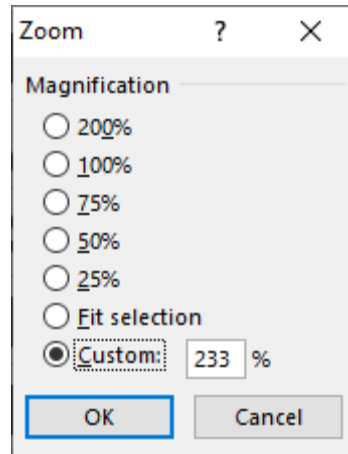 Zoom ?
Magnification
200%
100%
75%
50%
25%
Fit selection
Custom: 233 %
OK Cancel